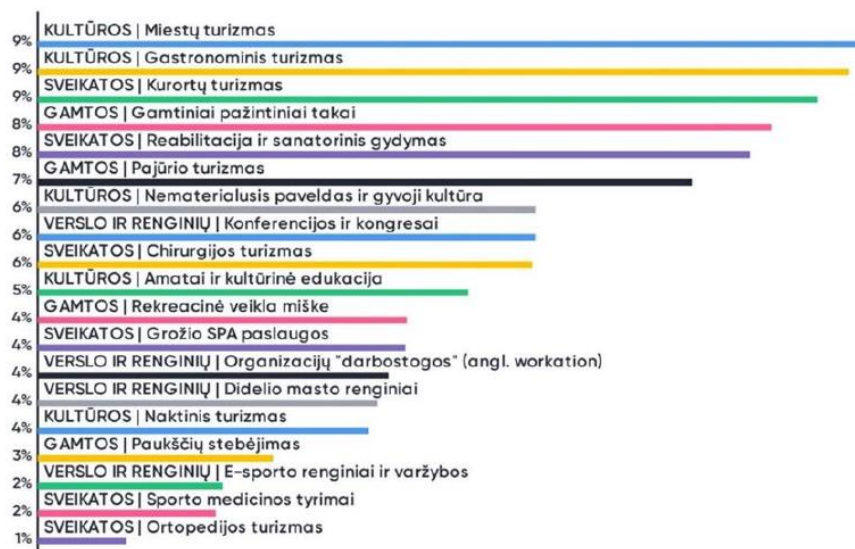 KULTŪROS | Miestų turizmas
9%
KULTŪROS | Gastronominis turizmas
9%
SVEIKATOS | Kurortų turizmas
9%
GAMTOS | Gamtiniai pažintiniai takai
8%
SVEIKATOS | Reabilitacija ir sanatorinis gydymas
8%
GAMTOS | Pajūrio turizmas
7%
KULTŪROS | Nematerialusis paveldas ir gyvoji kultūra
6%
VERSLO IR RENGINIŲ | Konferencijos ir kongresai
6%
SVEIKATOS | Chirurgijos turizmas
6%
KULTŪROS | Amatai ir kultūrinė edukacija
5%
GAMTOS | Rekreacinė veikla miške
4%
SVEIKATOS | Grožio SPA paslaugos
4%
VERSLO IR RENGINIŲ | Organizacijų "darbostogos" (angl. workation)
4%
VERSLO IR RENGINIŲ | Didelio masto renginiai
4%
KULTŪROS | Naktinis turizmas
4%
GAMTOS | Paukščių stebėjimas
3%
VERSLO IR RENGINIŲ | E-sporto renginiai ir varžybos
2%
SVEIKATOS | Sporto medicinos tyrimai
2%
SVEIKATOS | Ortopedijos turizmas
1%